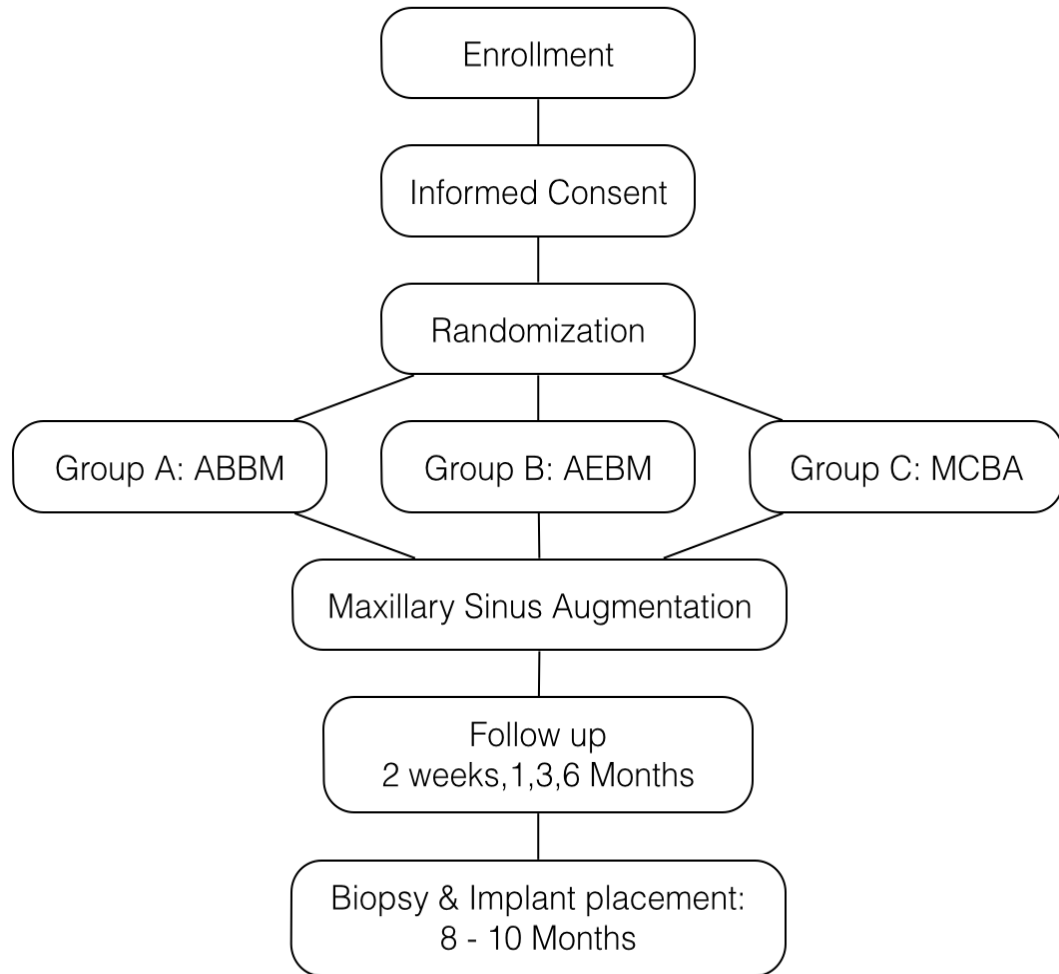 Enrollment
Informed Consent
Randomization
Group A: ABBM
Group B: AEBM
Group C: MCBA
Maxillary Sinus Augmentation
Follow up
2 weeks,1,3,6 Months
Biopsy & Implant placement:
8 - 10 Months